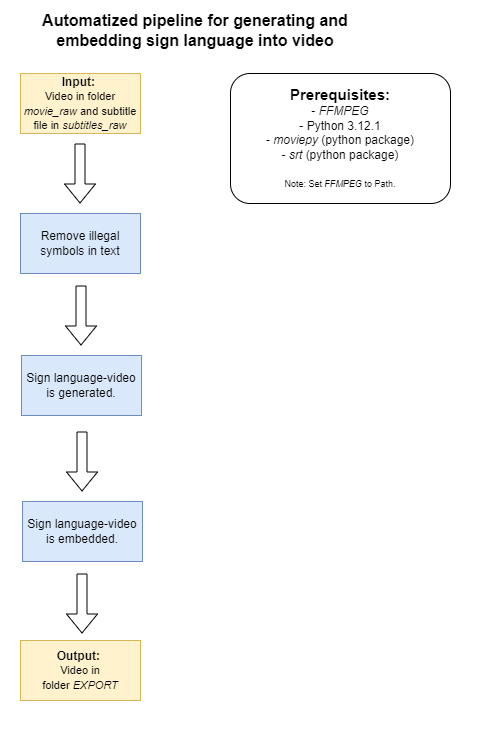 Automatized pipeline for generating and
embedding sign language into video
Input:
Video in folder
movie_raw and subtitle
file in subtitles_raw
Prerequisites:
- FFMPEG
- Python 3.12.1
- moviepy (python package)
- srt (python package)
Note: Set FFMPEG to Path.
Remove illegal
symbols in text
Sign language-video
is generated.
Sign language-video
is embedded.
Output:
Video in
folder EXPORT